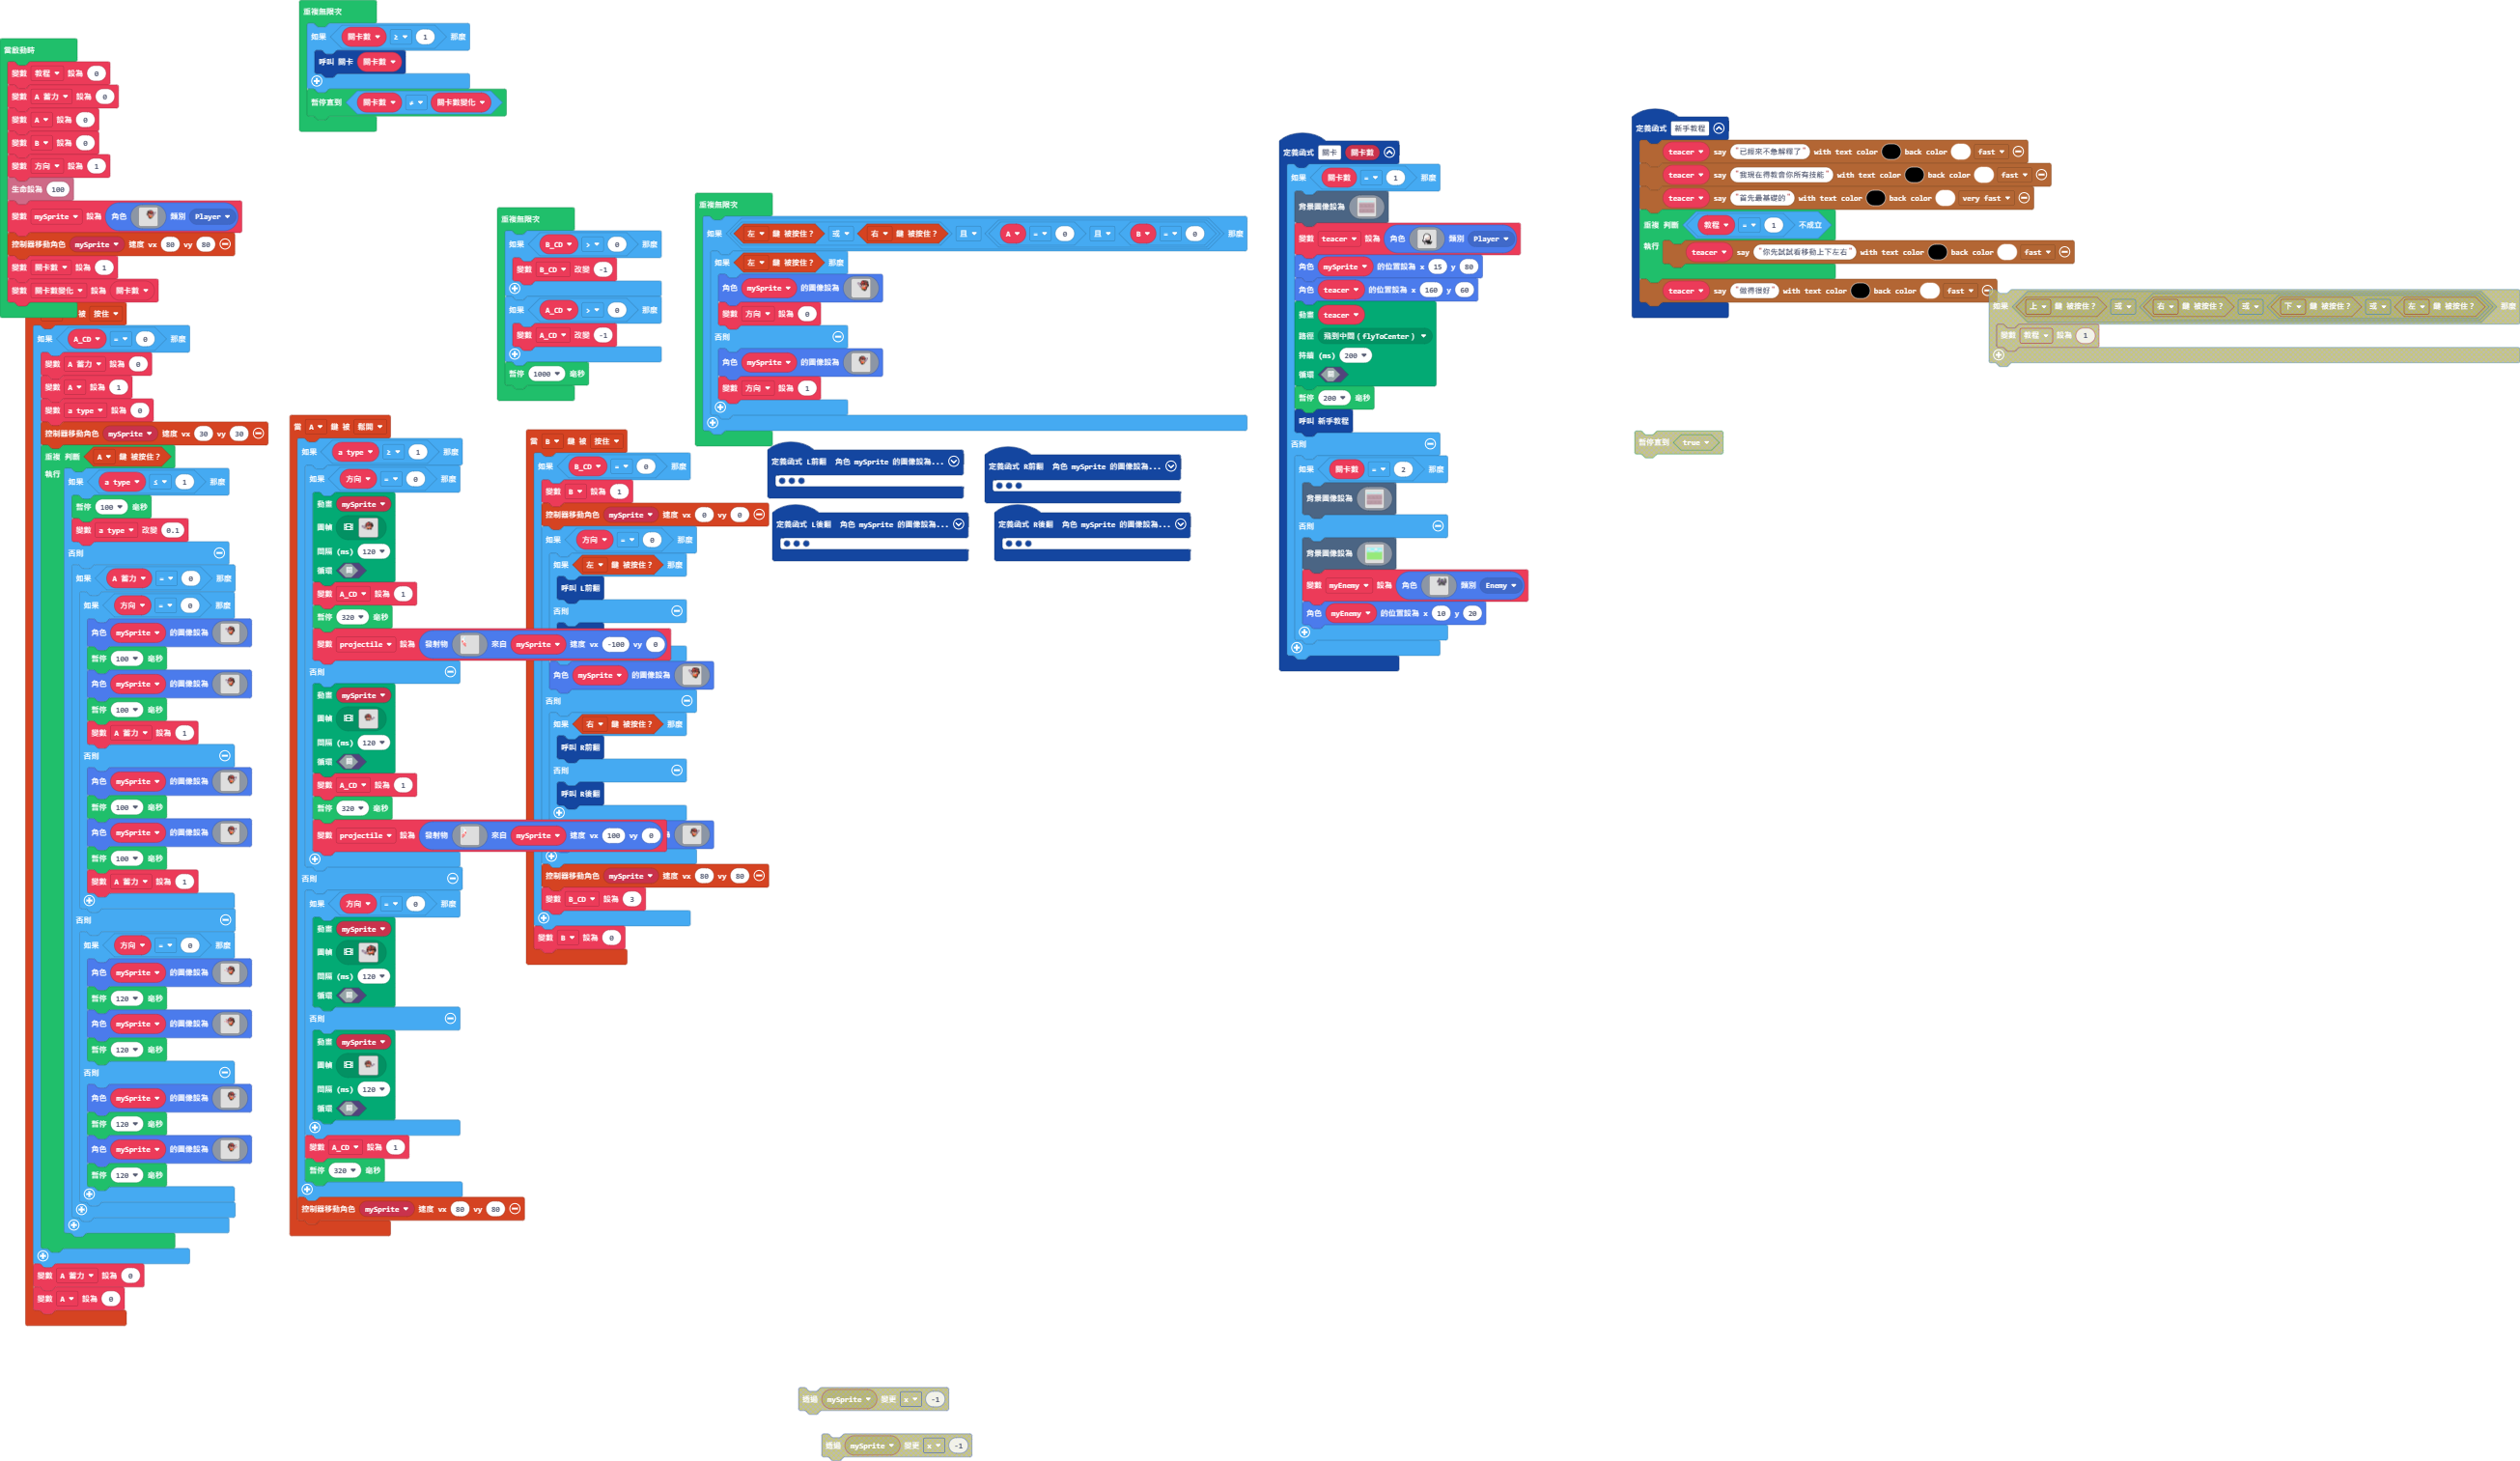 當啟動時
變數 教程 設為 0
變數 A 蓄力 設為 0
變數 A 設為 0
變數 B 設為 0
變數 方向 設為 1
生命設為 100
變數 mySprite 設為 角色 類別 Player
控制器移動角色 mySprite 速度 vx 80 vy 80
變數 關卡數 設為 1
變數 關卡數變化 設為 關卡數
被 按住
如果 A_CD = 0 那麼
變數 A 蓄力 設為 0
變數 A 設為 1
變數 a type 設為 0
控制器移動角色 mySprite 速度 vx 30 vy 30
重複 判斷 A 鍵 被按住？
執行
如果 a type ≤ 1 那麼
暫停 100 毫秒
變數 a type 改變 0.1
否則
如果 A 蓄力 = 0 那麼
如果 方向 = 0 那麼
角色 mySprite 的圖像設為
暫停 100 毫秒
角色 mySprite 的圖像設為
暫停 100 毫秒
變數 A 蓄力 設為 1
否則
角色 mySprite 的圖像設為
暫停 100 毫秒
角色 mySprite 的圖像設為
暫停 100 毫秒
變數 A 蓄力 設為 1
否則
如果 方向 = 0 那麼
角色 mySprite 的圖像設為
暫停 120 毫秒
角色 mySprite 的圖像設為
暫停 120 毫秒
否則
角色 mySprite 的圖像設為
暫停 120 毫秒
角色 mySprite 的圖像設為
暫停 120 毫秒
變數 A 蓄力 設為 0
變數 A 設為 0
重複無限次
如果 關卡數 ≥ 1 那麼
呼叫 關卡 關卡數
暫停直到 關卡數 ≠ 關卡數變化
當 A 鍵 被 鬆開
如果 a type ≥ 1 那麼
如果 方向 = 0 那麼
動畫 mySprite
圖幀
間隔 (ms) 120
循環
變數 A_CD 設為 1
暫停 320 毫秒
變數 projectile 設為 發射物 來自 mySprite 速度 vx -100 vy 0
否則
動畫 mySprite
圖幀
間隔 (ms) 120
循環
變數 A_CD 設為 1
暫停 320 毫秒
變數 projectile 設為 發射物 來自 mySprite 速度 vx 100 vy 0
否則
如果 方向 = 0 那麼
動畫 mySprite
圖幀
間隔 (ms) 120
循環
否則
動畫 mySprite
圖幀
間隔 (ms) 120
循環
變數 A_CD 設為 1
暫停 320 毫秒
控制器移動角色 mySprite 速度 vx 80 vy 80
重複無限次
如果 B_CD > 0 那麼
變數 B_CD 改變 -1
如果 A_CD > 0 那麼
變數 A_CD 改變 -1
暫停 1000 毫秒
當 B 鍵 被 按住
如果 B_CD = 0 那麼
變數 B 設為 1
控制器移動角色 mySprite 速度 vx 0 vy 0
如果 方向 = 0 那麼
如果 左 鍵 被按住？ 那麼
呼叫 L前翻
否則
角色 mySprite 的圖像設為
否則
如果 右 鍵 被按住？ 那麼
呼叫 R前翻
否則
呼叫 R後翻
控制器移動角色 mySprite 速度 vx 80 vy 80
變數 B_CD 設為 3
變數 B 設為 0
重複無限次
如果 左 鍵 被按住？ 或 右 鍵 被按住？ 且 A = 0 且 B = 0 那麼
如果 左 鍵 被按住？ 那麼
角色 mySprite 的圖像設為
變數 方向 設為 0
否則
角色 mySprite 的圖像設為
變數 方向 設為 1
定義函式 L前翻 角色 mySprite 的圖像設為...
定義函式 R前翻 角色 mySprite 的圖像設為...
定義函式 L後翻 角色 mySprite 的圖像設為...
定義函式 R後翻 角色 mySprite 的圖像設為...
定義函式 關卡 關卡數
如果 關卡數 = 1 那麼
背景圖像設為
變數 teacer 設為 角色 類別 Player
角色 mySprite 的位置設為 x 15 y 80
角色 teacer 的位置設為 x 160 y 60
動畫 teacer
路徑 飛到中間 (flyToCenter)
持續 (ms) 200
循環
暫停 200 毫秒
呼叫 新手教程
否則
如果 關卡數 = 2 那麼
背景圖像設為
否則
背景圖像設為
變數 myEnemy 設為 角色 類別 Enemy
角色 myEnemy 的位置設為 x 10 y 20
定義函式 新手教程
teacer say "已經來不急解釋了" with text color back color fast
teacer say "我現在得教會你所有技能" with text color back color fast
teacer say "首先最基礎的" with text color back color very fast
重複 判斷 教程 = 1 不成立
執行
teacer say "你先試試看移動上下左右" with text color back color fast
teacer say "做得很好" with text color back color fast
如果 上 鍵 被按住？ 或 右 鍵 被按住？ 或 下 鍵 被按住？ 或 左 鍵 被按住？ 那麼
變數 教程 設為 1
暫停直到 true
mySprite 變更 x -1
mySprite 變更 x -1